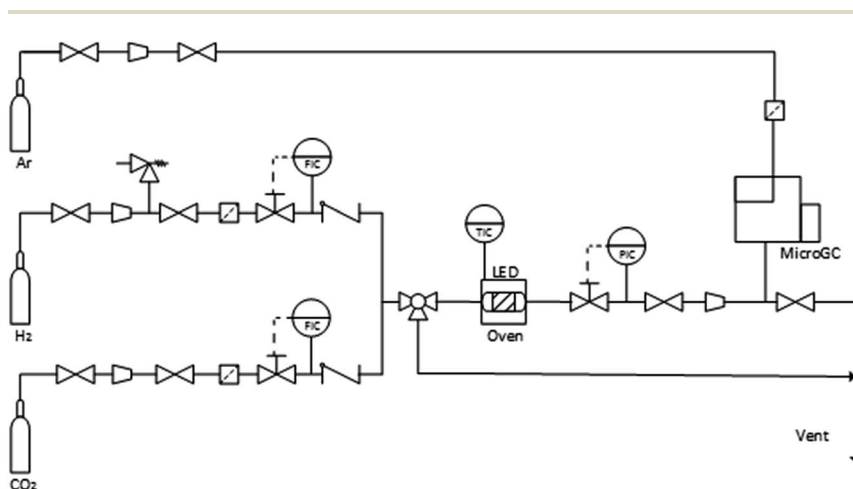 Ar
FIC
H₂
TIC
LED
Oven
PIC
MicroGC
FIC
CO₂
Vent